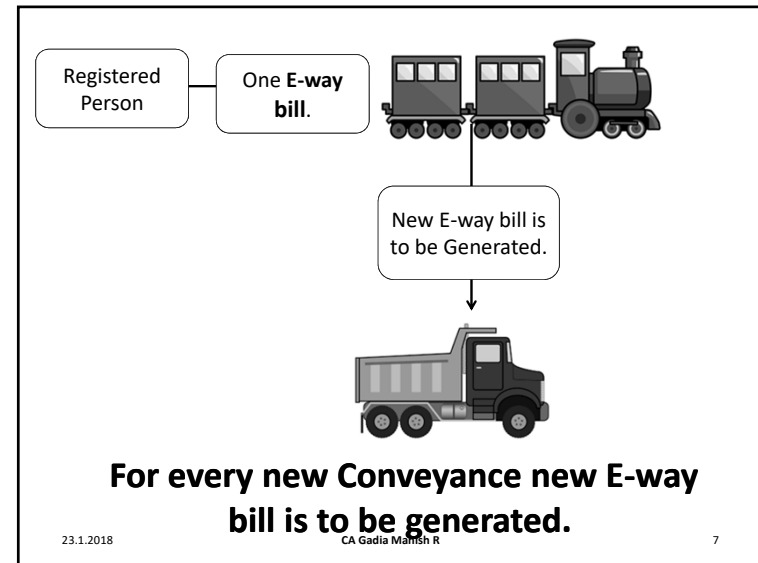 Registered
Person
One E-way
bill.
New E-way bill is
to be Generated.
For every new Conveyance new E-way
bill is to be generated.
23.1.2018
CA Gadia Manish R
7